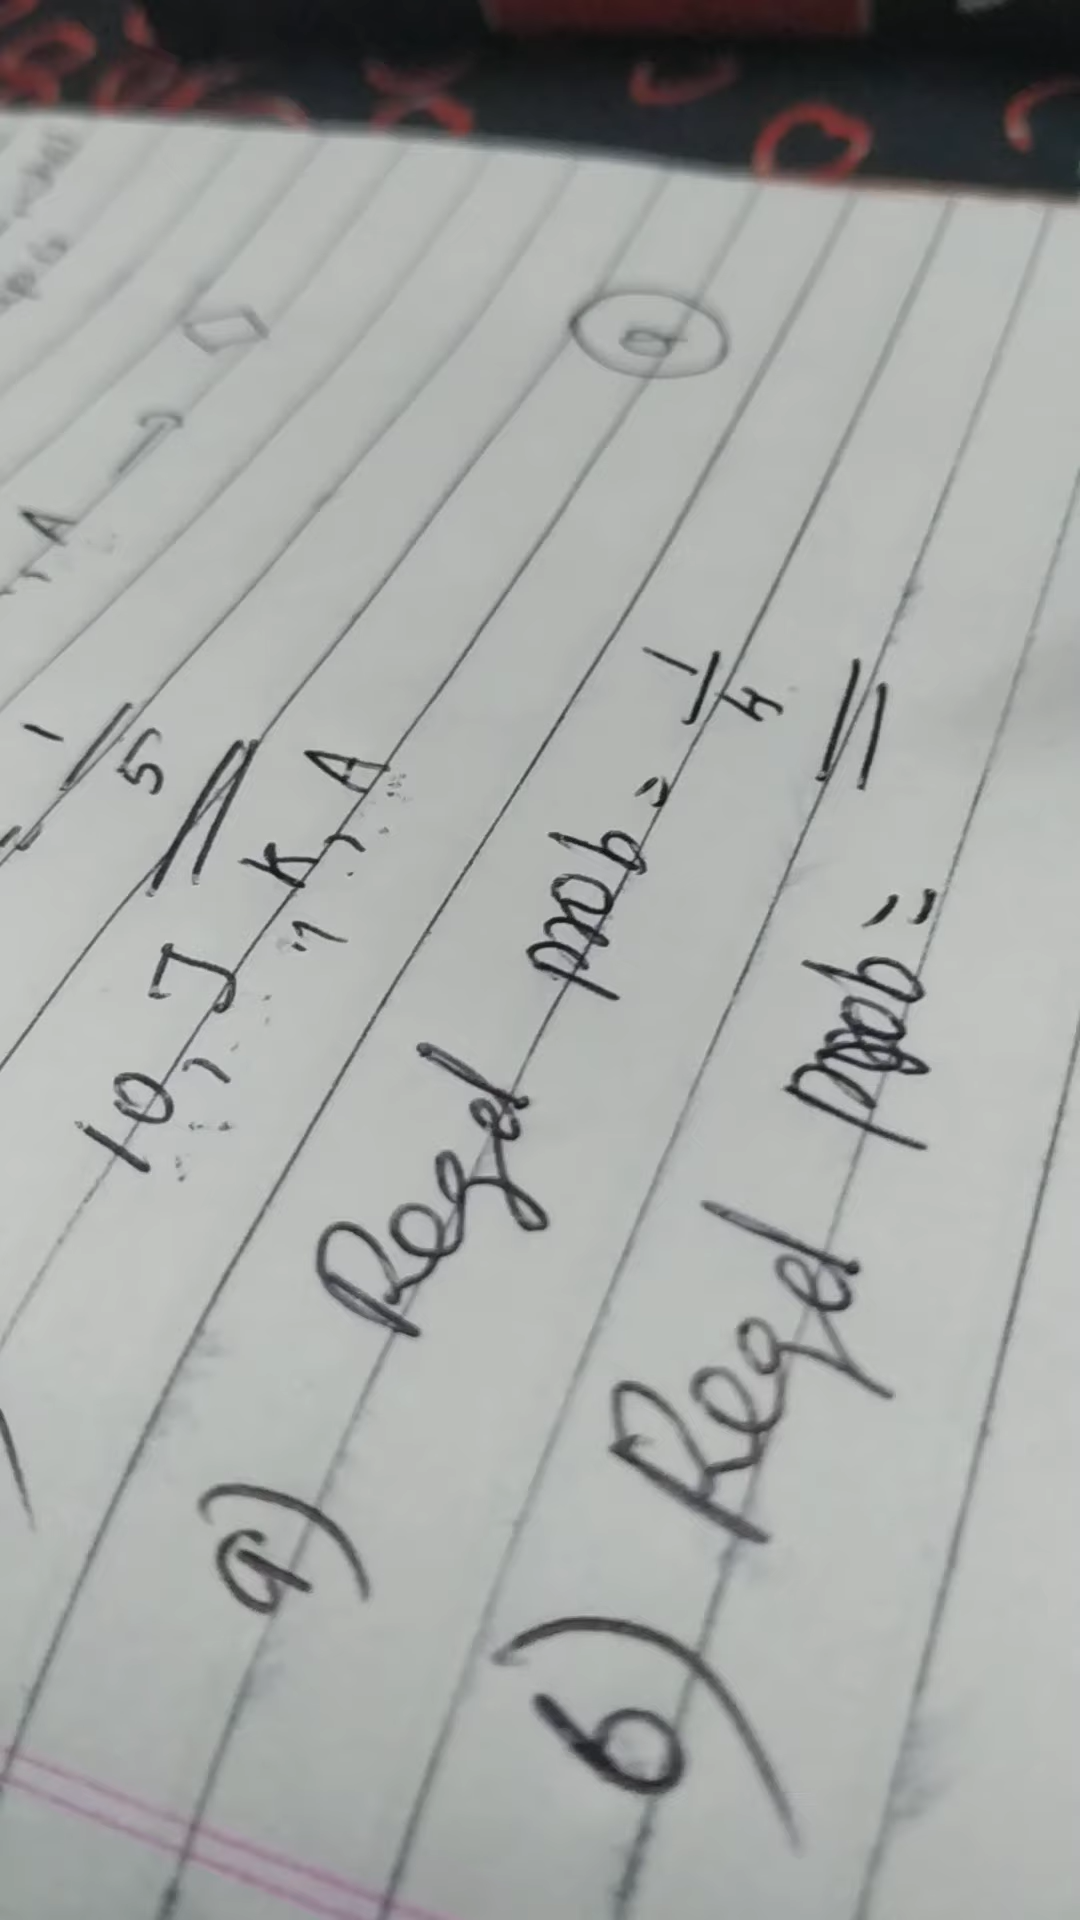 , A → ◇
= 1/5
10, J, K, A
a) Reqd prob = 1/4
Q
b) Reqd prob =